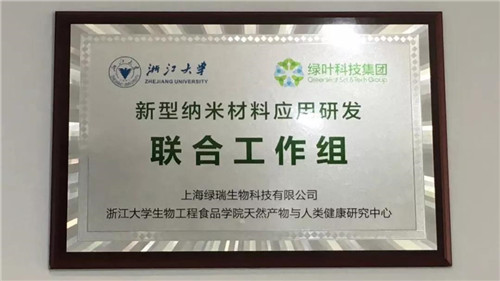 浙江大学
ZHEJIANG UNIVERSITY
绿叶科技集团
新型纳米材料应用研发
联合工作组
上海绿瑞生物科技有限公司
浙江大学生物工程食品学院天然产物与人类健康研究中心